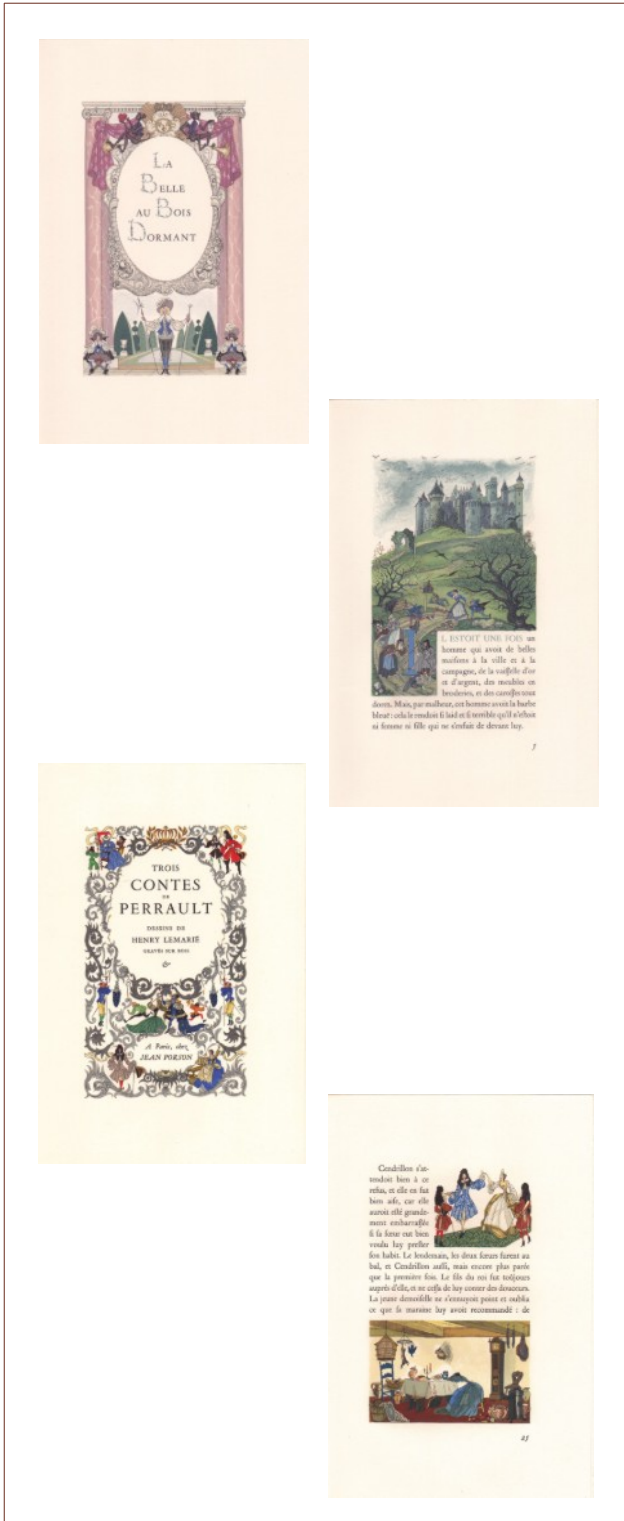 LA
BELLE
AU BOIS
DORMANT
L ESTOIT UNE FOIS un
homme qui avoit de belles
maiſons à la ville et à la
campagne, de la vaiſſelle d'or
et d'argent, des meubles en
broderies, et des caroſſes tout
dorez. Mais, par malheur, cet homme avoit la barbe
bleuë : cela le rendoit ſi laid et ſi terrible qu'il n'eſtoit
ni femme ni fille qui ne s'enfuit de devant luy.
5
TROIS
CONTES
DE
PERRAULT
DESSINS DE
HENRY LEMARIÉ
GRAVÉS SUR BOIS
&
A Paris, chez
JEAN PORSON
Cendrillon s'at-
tendoit bien à ce
refus, et elle en fut
bien aiſe, car elle
auroit eſté grande-
ment embarraſſée
ſi ſa ſœur eut bien
voulu luy preſter
ſon habit. Le lendemain, les deux ſœurs furent au
bal, et Cendrillon auſſi, mais encore plus parée
que la première fois. Le fils du roi fut toûjours
auprès d'elle, et ne ceſſa de luy conter des douceurs.
La jeune demoiſelle ne s'ennuyoit point et oublia
ce que ſa maraine luy avoit recommandé : de
25